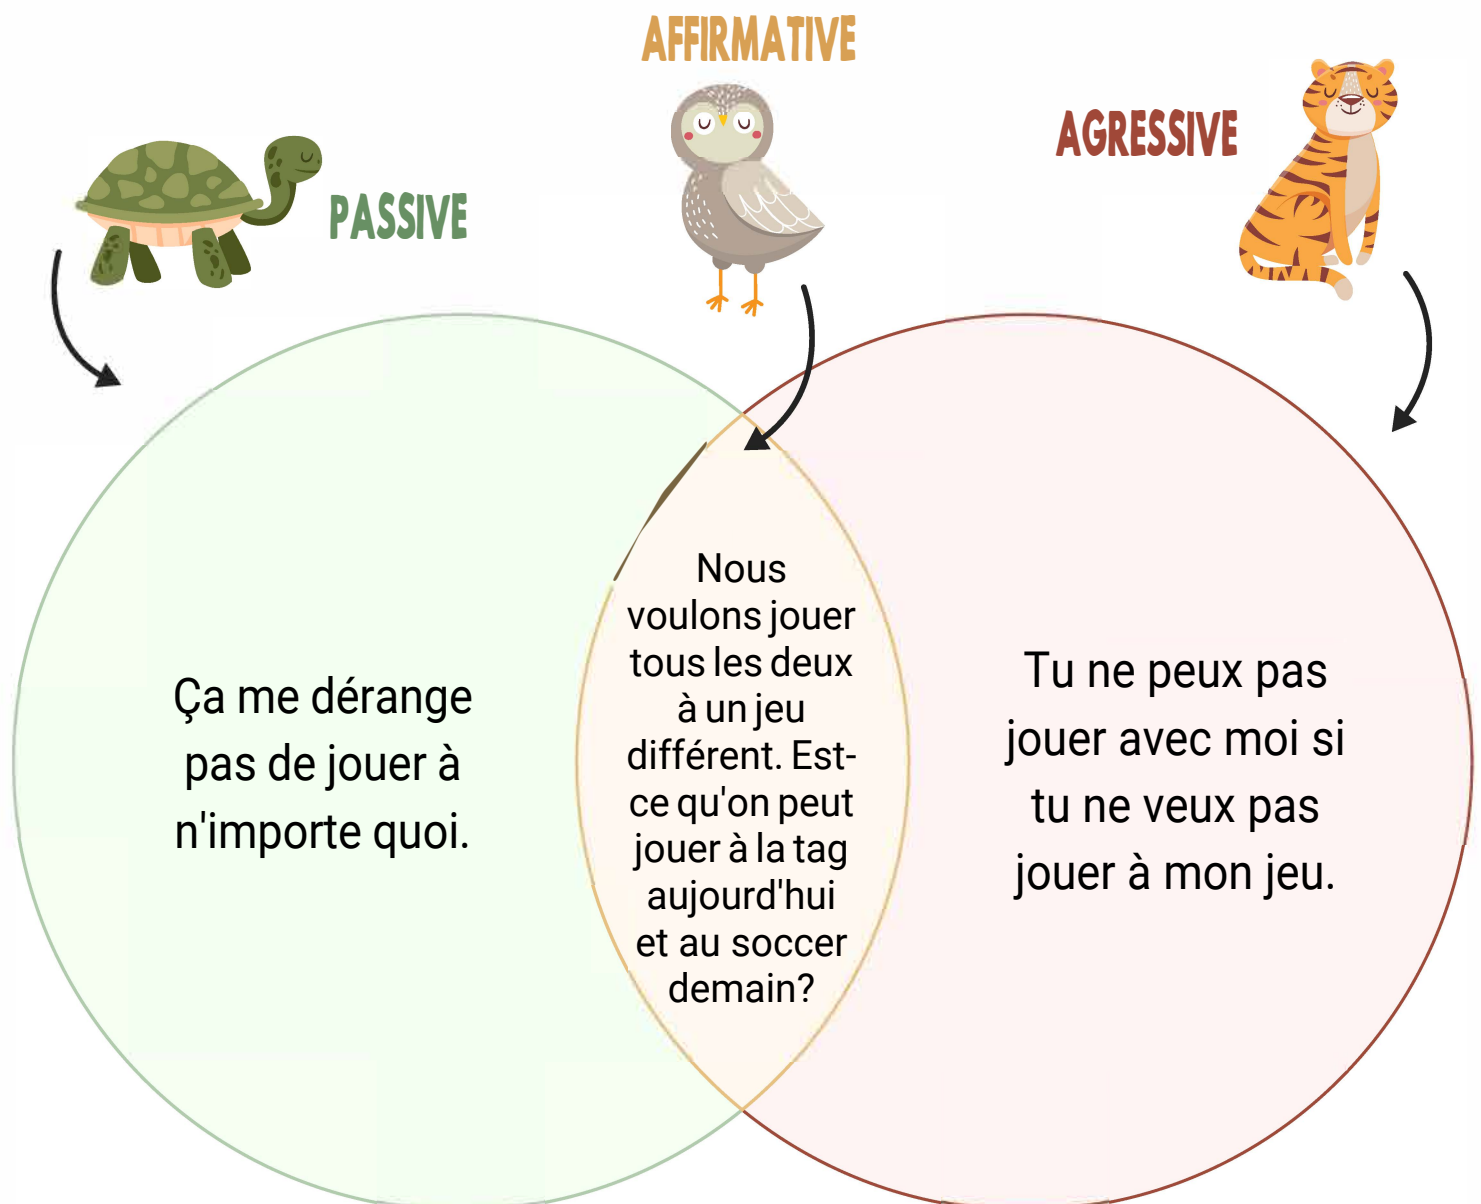 AFFIRMATIVE
AGRESSIVE
PASSIVE
Ça me dérange
pas de jouer à
n'importe quoi.
Nous
voulons jouer
tous les deux
à un jeu
différent. Est-
ce qu'on peut
jouer à la tag
aujourd'hui
et au soccer
demain?
Tu ne peux pas
jouer avec moi si
tu ne veux pas
jouer à mon jeu.